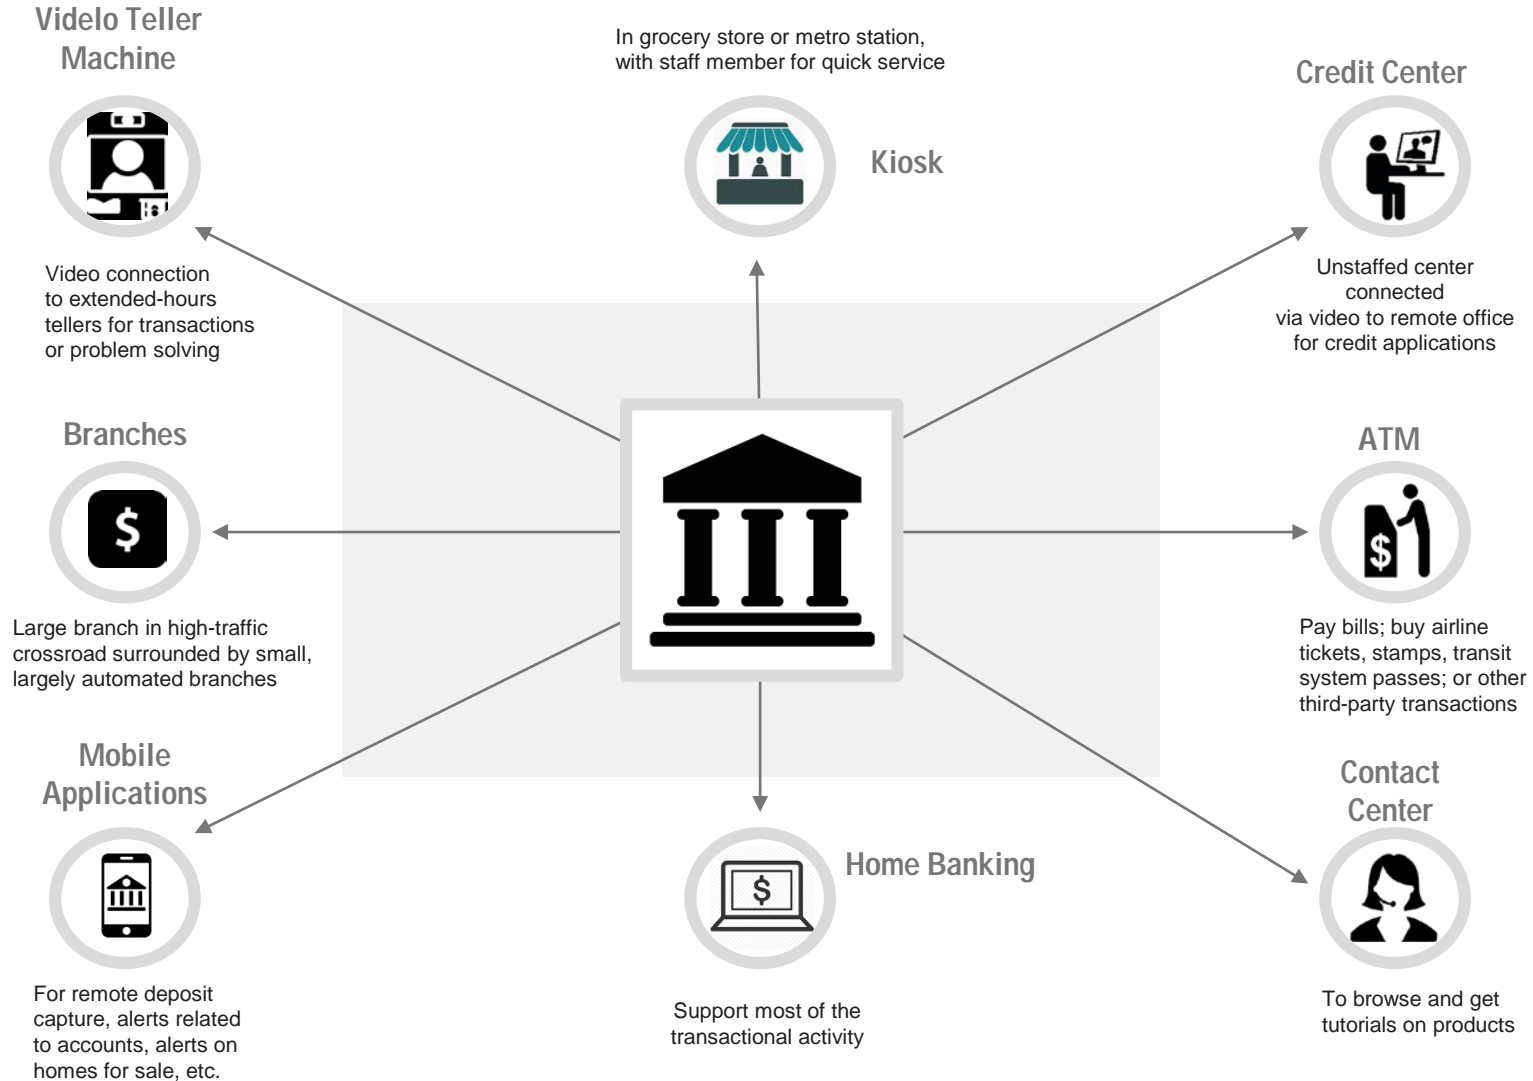 Videlo Teller
Machine
Video connection
to extended-hours
tellers for transactions
or problem solving
In grocery store or metro station,
with staff member for quick service
Kiosk
Credit Center
Unstaffed center
connected
via video to remote office
for credit applications
Branches
$
Large branch in high-traffic
crossroad surrounded by small,
largely automated branches
ATM
$
Pay bills; buy airline
tickets, stamps, transit
system passes; or other
third-party transactions
Mobile
Applications
For remote deposit
capture, alerts related
to accounts, alerts on
homes for sale, etc.
Home Banking
$
Support most of the
transactional activity
Contact
Center
To browse and get
tutorials on products